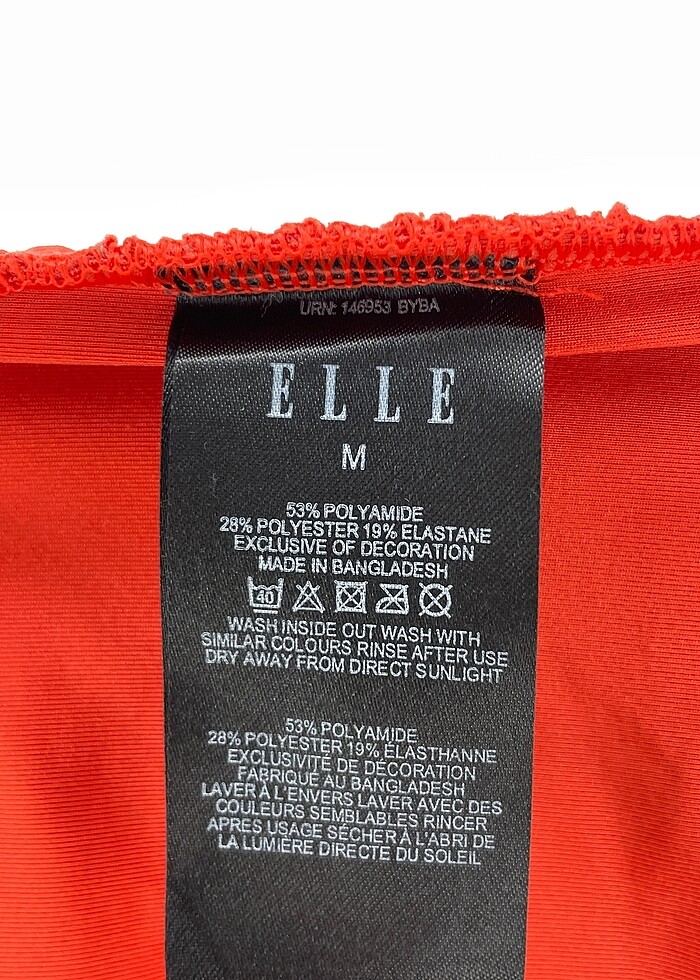 URN: 146953 BYBA
ELLE
M
53% POLYAMIDE
28% POLYESTER 19% ELASTANE
EXCLUSIVE OF DECORATION
MADE IN BANGLADESH
40
WASH INSIDE OUT WASH WITH
SIMILAR COLOURS RINSE AFTER USE
DRY AWAY FROM DIRECT SUNLIGHT
53% POLYAMIDE
28% POLYESTER 19% ÉLASTHANNE
EXCLUSIVITÉ DE DÉCORATION
FABRIQUÉ AU BANGLADESH
LAVER À L'ENVERS LAVER AVEC DES
COULEURS SEMBLABLES RINCER
APRES USAGE SÉCHER À L'ABRI DE
LA LUMIÈRE DIRECTE DU SOLEIL